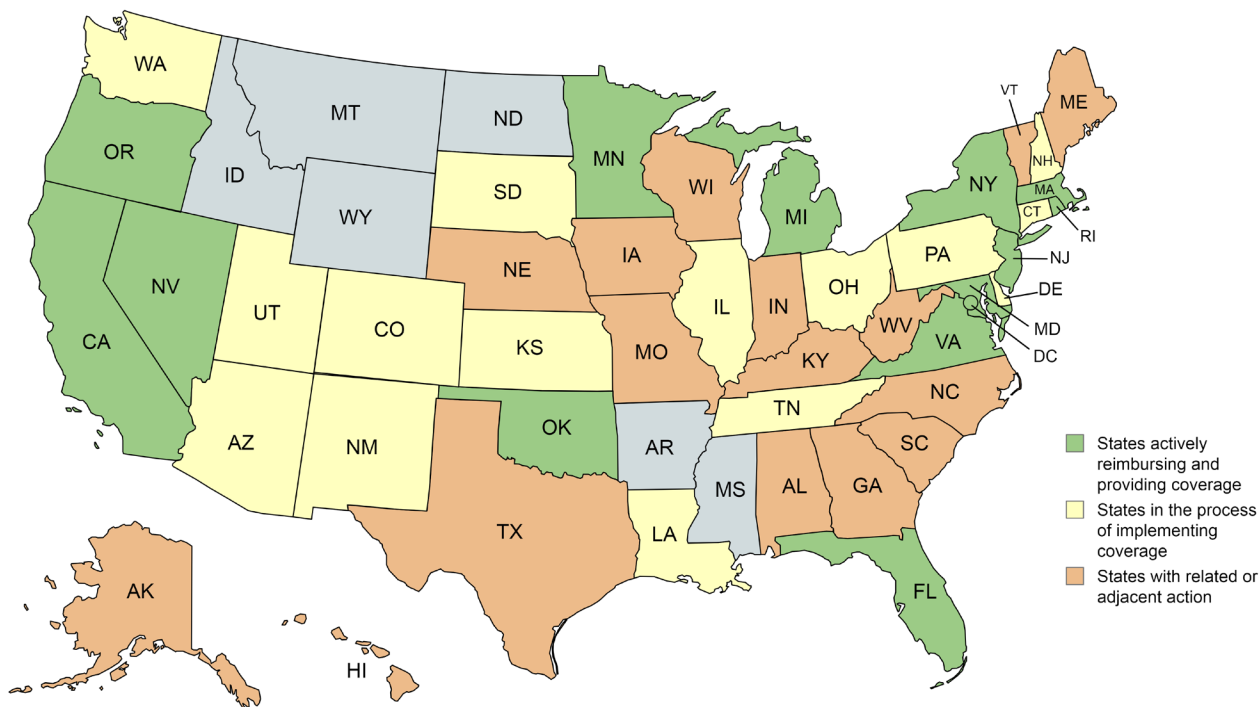 WA
MT
ND
MN
OR
ID
SD
WI
WY
MI
VT
ME
NH
NY
MA
CT
RI
NJ
NV
NE
IA
PA
UT
CO
IL
IN
OH
DE
CA
KS
MO
KY
WV
VA
MD
DC
TN
NC
AZ
NM
OK
AR
SC
MS
AL
GA
TX
LA
FL
AK
HI
States actively
reimbursing and
providing coverage
States in the process
of implementing
coverage
States with related or
adjacent action